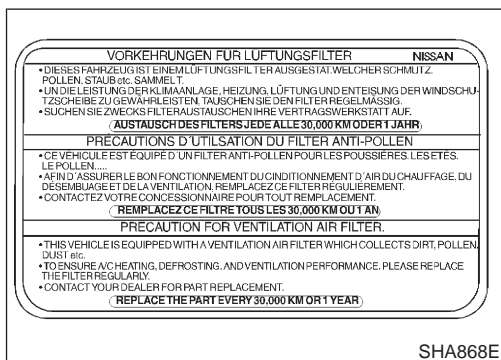 VORKEHRUNGEN FUR LUFTUNGSFILTER NISSAN
• DIESES FAHRZEUG IST EINEM LÜFTUNGSFILTER AUSGESTAT.WELCHER SCHMUTZ.
POLLEN, STAUB etc. SAMMELT.
• UN DIE LEISTUNG DER KLIMAANLAGE, HEIZUNG, LÜFTUNG UND ENTEISUNG DER WINDSCHU-
TZSCHEIBE ZU GEWÄHRLEISTEN, TAUSCHEN SIE DEN FILTER REGELMÄSSIG.
• SUCHEN SIE ZWECKS FILTERAUSTAUSCHEN IHRE VERTRAGSWERKSTATT AUF.
AUSTAUSCH DES FILTERS JEDE ALLE 30,000 KM ODER 1 JAHR
PRÉCAUTIONS D´UTILSATION DU FILTER ANTI-POLLEN
• CE VÉHICULE EST ÉQUIPÉ D´UN FILTER ANTI-POLLEN POUR LES POUSSIÈRES. LES ÉTÉS.
LE POLLEN.....
• AFIN D´ASSURER LE BON FONCTIONNEMENT DU CINDITIONNEMENT D´AIR DU CHAUFFAGE. DU
DÉSEMBUAGE ET DE LA VENTILATION. REMPLACEZ CE FILTER RÉGULIÈREMENT.
• CONTACTEZ VOTRE CONCESSIONNAIRE POUR TOUT REMPLACEMENT.
REMPLACEZ CE FILTRE TOUS LES 30,000 KM OU 1 AN
PRECAUTION FOR VENTILATION AIR FILTER.
• THIS VEHICLE IS EQUIPPED WITH A VENTILATION AIR FILTER WHICH COLLECTS DIRT, POLLEN,
DUST etc.
• TO ENSURE A/C HEATING, DEFROSTING. AND VENTILATION PERFORMANCE. PLEASE REPLACE
THE FILTER REGULARLY.
• CONTACT YOUR DEALER FOR PART REPLACEMENT.
REPLACE THE PART EVERY 30,000 KM OR 1 YEAR
SHA868E